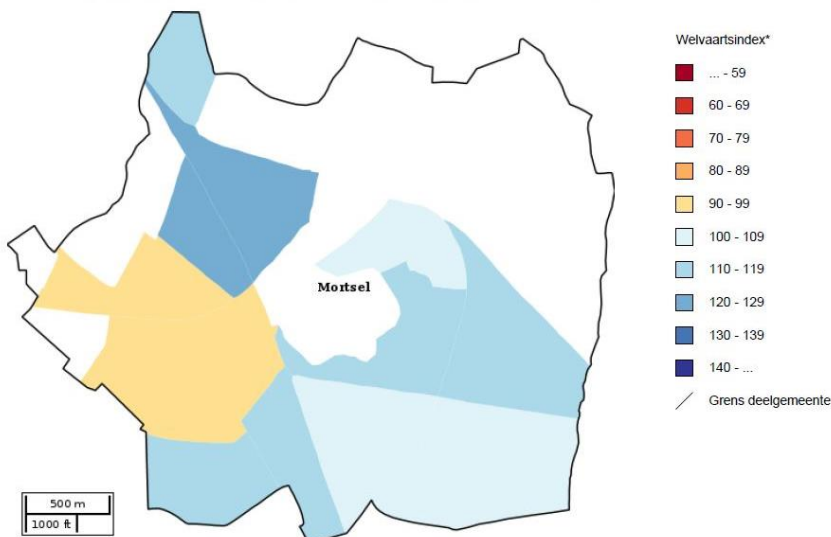 Welvaartsindex*
... - 59
60 - 69
70 - 79
80 - 89
90 - 99
100 - 109
110 - 119
120 - 129
130 - 139
140 - ...
Grens deelgemeente
Mortsel
500 m
1000 ft